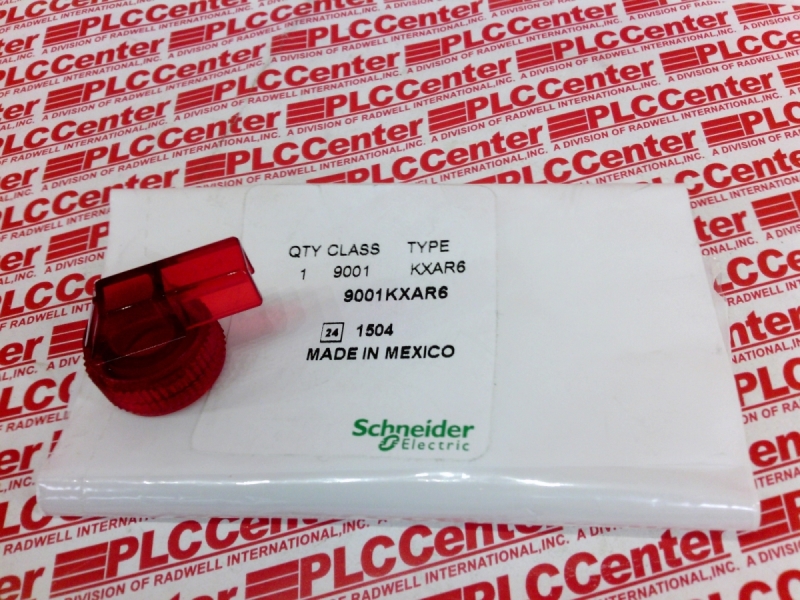 QTY CLASS TYPE
1 9001 KXAR6
9001KXAR6
24 1504
MADE IN MEXICO
Schneider
Electric
PLCCenter
A DIVISION OF RADWELL INTERNATIONAL,INC.